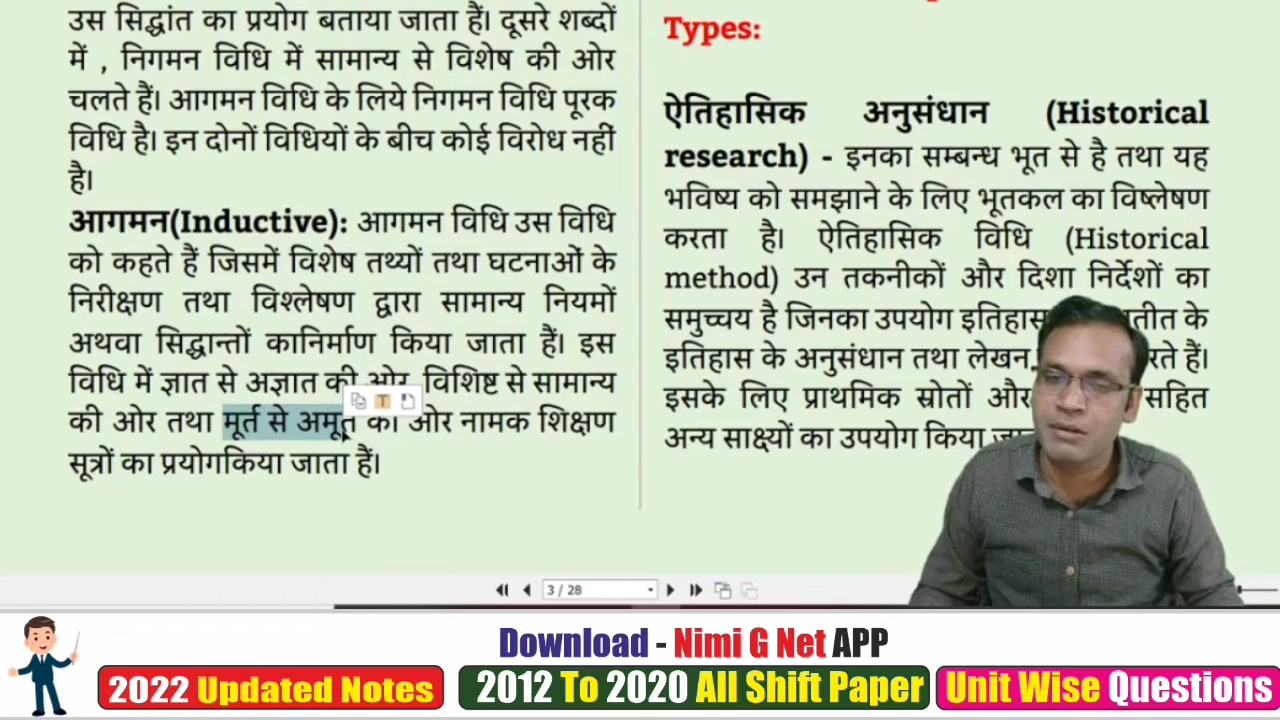 उस सिद्धांत का प्रयोग बताया जाता हैं। दूसरे शब्दों
में , निगमन विधि में सामान्य से विशेष की ओर
चलते हैं। आगमन विधि के लिये निगमन विधि पूरक
विधि है। इन दोनों विधियों के बीच कोई विरोध नहीं
है।
आगमन(Inductive): आगमन विधि उस विधि
को कहते हैं जिसमें विशेष तथ्यों तथा घटनाओं के
निरीक्षण तथा विश्लेषण द्वारा सामान्य नियमों
अथवा सिद्धान्तों कानिर्माण किया जाता हैं। इस
विधि में ज्ञात से अज्ञात की ओर विशिष्ट से सामान्य
की ओर तथा मूर्त से अमूर्त की ओर नामक शिक्षण
सूत्रों का प्रयोगकिया जाता हैं।
Types:
ऐतिहासिक अनुसंधान (Historical
research) - इनका सम्बन्ध भूत से है तथा यह
भविष्य को समझाने के लिए भूतकल का विष्लेषण
करता है। ऐतिहासिक विधि (Historical
method) उन तकनीकों और दिशा निर्देशों का
समुच्चय है जिनका उपयोग इतिहास के
इतिहास के अनुसंधान तथा लेखन हैं।
इसके लिए प्राथमिक स्रोतों और सहित
अन्य साक्ष्यों का उपयोग किया
3 / 28
Download - Nimi G Net APP
2022 Updated Notes
2012 To 2020 All Shift Paper
Unit Wise Questions